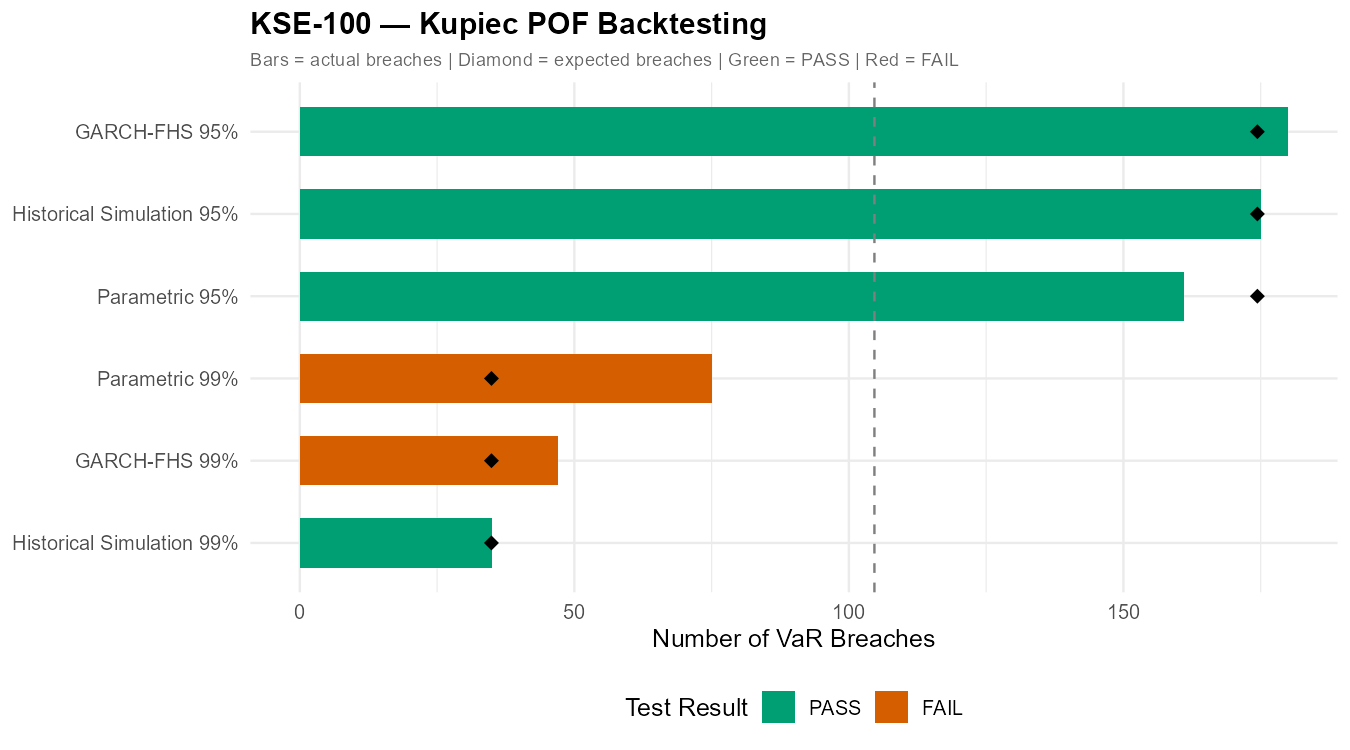 KSE-100 — Kupiec POF Backtesting
Bars = actual breaches | Diamond = expected breaches | Green = PASS | Red = FAIL
GARCH-FHS 95%
Historical Simulation 95%
Parametric 95%
Parametric 99%
GARCH-FHS 99%
Historical Simulation 99%
0 50 100 150
Number of VaR Breaches
Test Result PASS FAIL